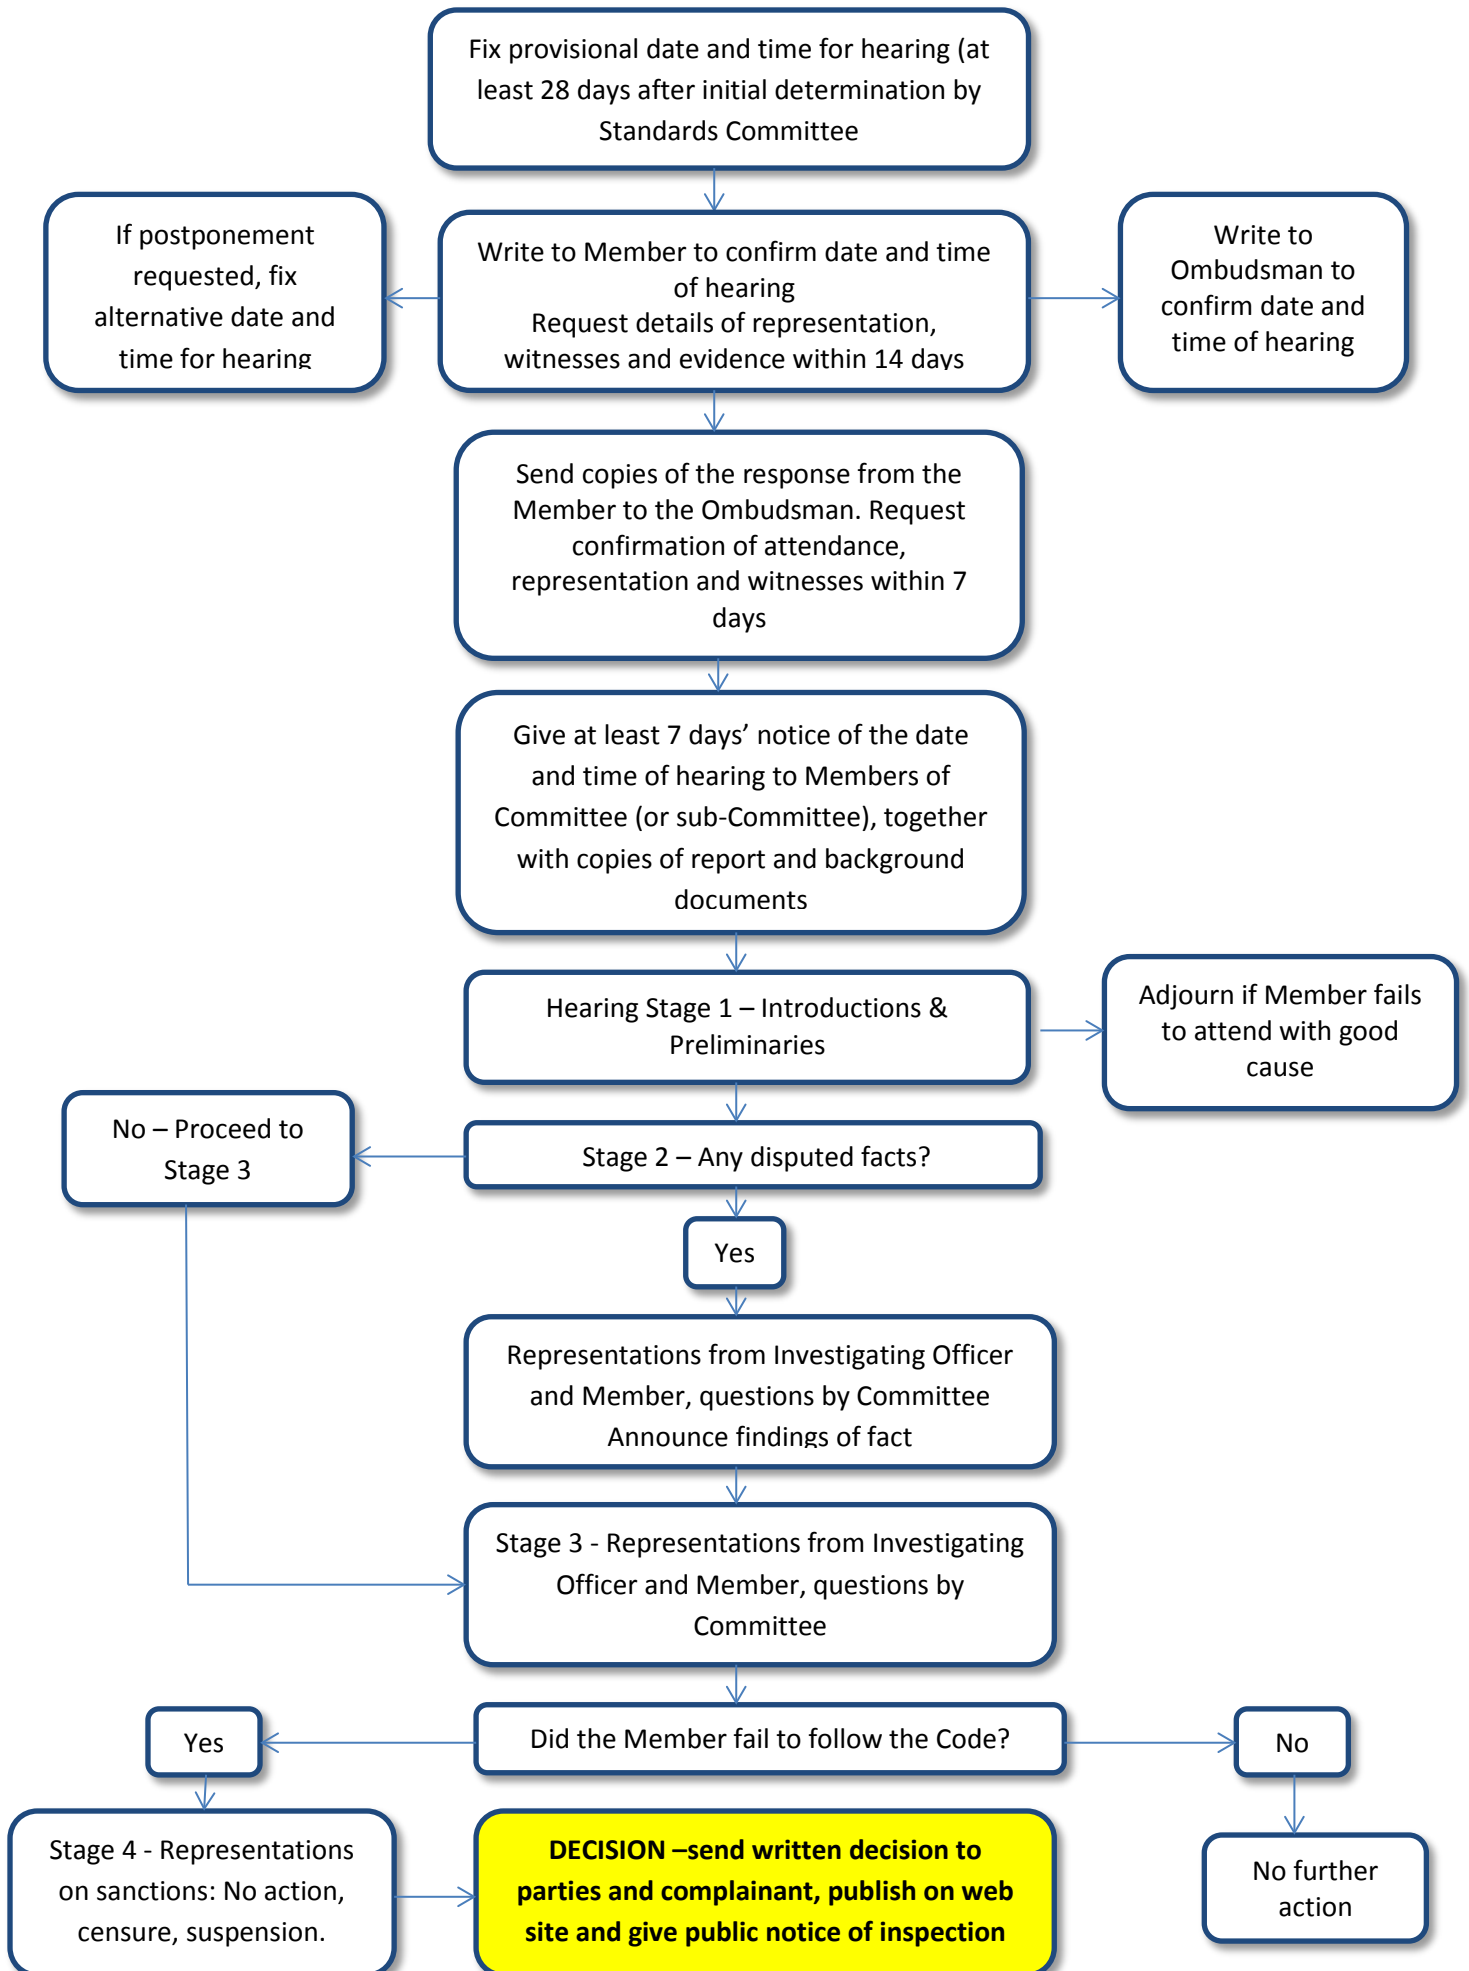 Fix provisional date and time for hearing (at
least 28 days after initial determination by
Standards Committee
If postponement
requested, fix
alternative date and
time for hearing
Write to Member to confirm date and time
of hearing
Request details of representation,
witnesses and evidence within 14 days
Write to
Ombudsman to
confirm date and
time of hearing
Send copies of the response from the
Member to the Ombudsman. Request
confirmation of attendance,
representation and witnesses within 7
days
Give at least 7 days’ notice of the date
and time of hearing to Members of
Committee (or sub-Committee), together
with copies of report and background
documents
Hearing Stage 1 – Introductions &
Preliminaries
Adjourn if Member fails
to attend with good
cause
No – Proceed to
Stage 3
Stage 2 – Any disputed facts?
Yes
Representations from Investigating Officer
and Member, questions by Committee
Announce findings of fact
Stage 3 - Representations from Investigating
Officer and Member, questions by
Committee
Yes
Did the Member fail to follow the Code?
No
Stage 4 - Representations
on sanctions: No action,
censure, suspension.
DECISION –send written decision to
parties and complainant, publish on web
site and give public notice of inspection
No further
action